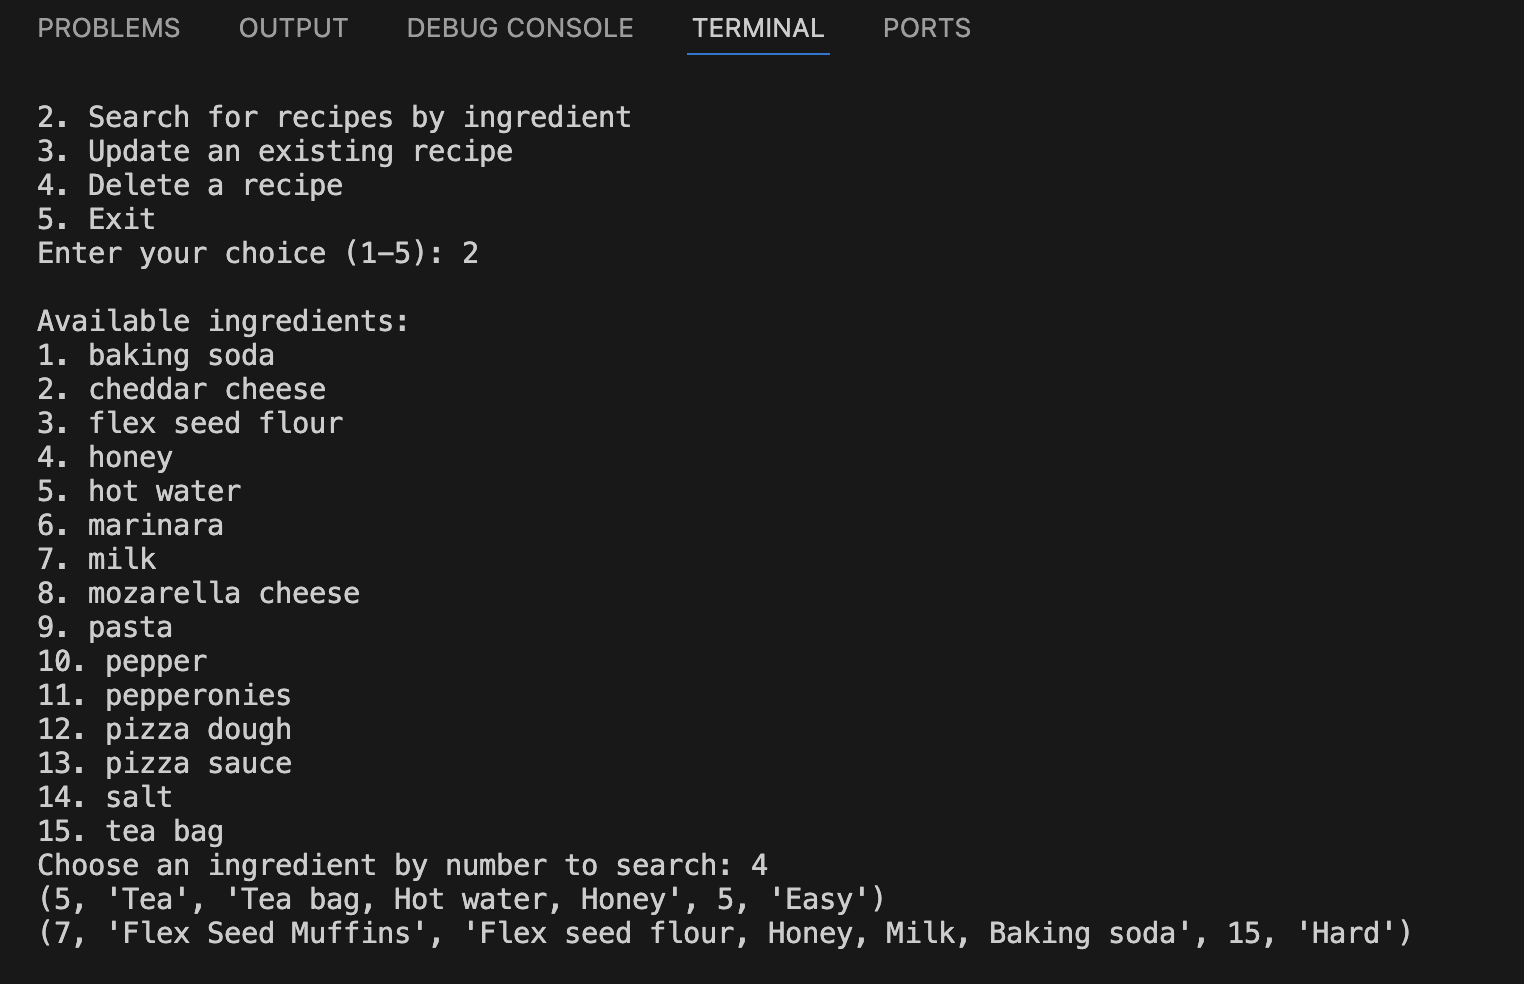 PROBLEMS OUTPUT DEBUG CONSOLE TERMINAL PORTS
2. Search for recipes by ingredient
3. Update an existing recipe
4. Delete a recipe
5. Exit
Enter your choice (1-5): 2
Available ingredients:
1. baking soda
2. cheddar cheese
3. flex seed flour
4. honey
5. hot water
6. marinara
7. milk
8. mozarella cheese
9. pasta
10. pepper
11. pepperonies
12. pizza dough
13. pizza sauce
14. salt
15. tea bag
Choose an ingredient by number to search: 4
(5, 'Tea', 'Tea bag, Hot water, Honey', 5, 'Easy')
(7, 'Flex Seed Muffins', 'Flex seed flour, Honey, Milk, Baking soda', 15, 'Hard')